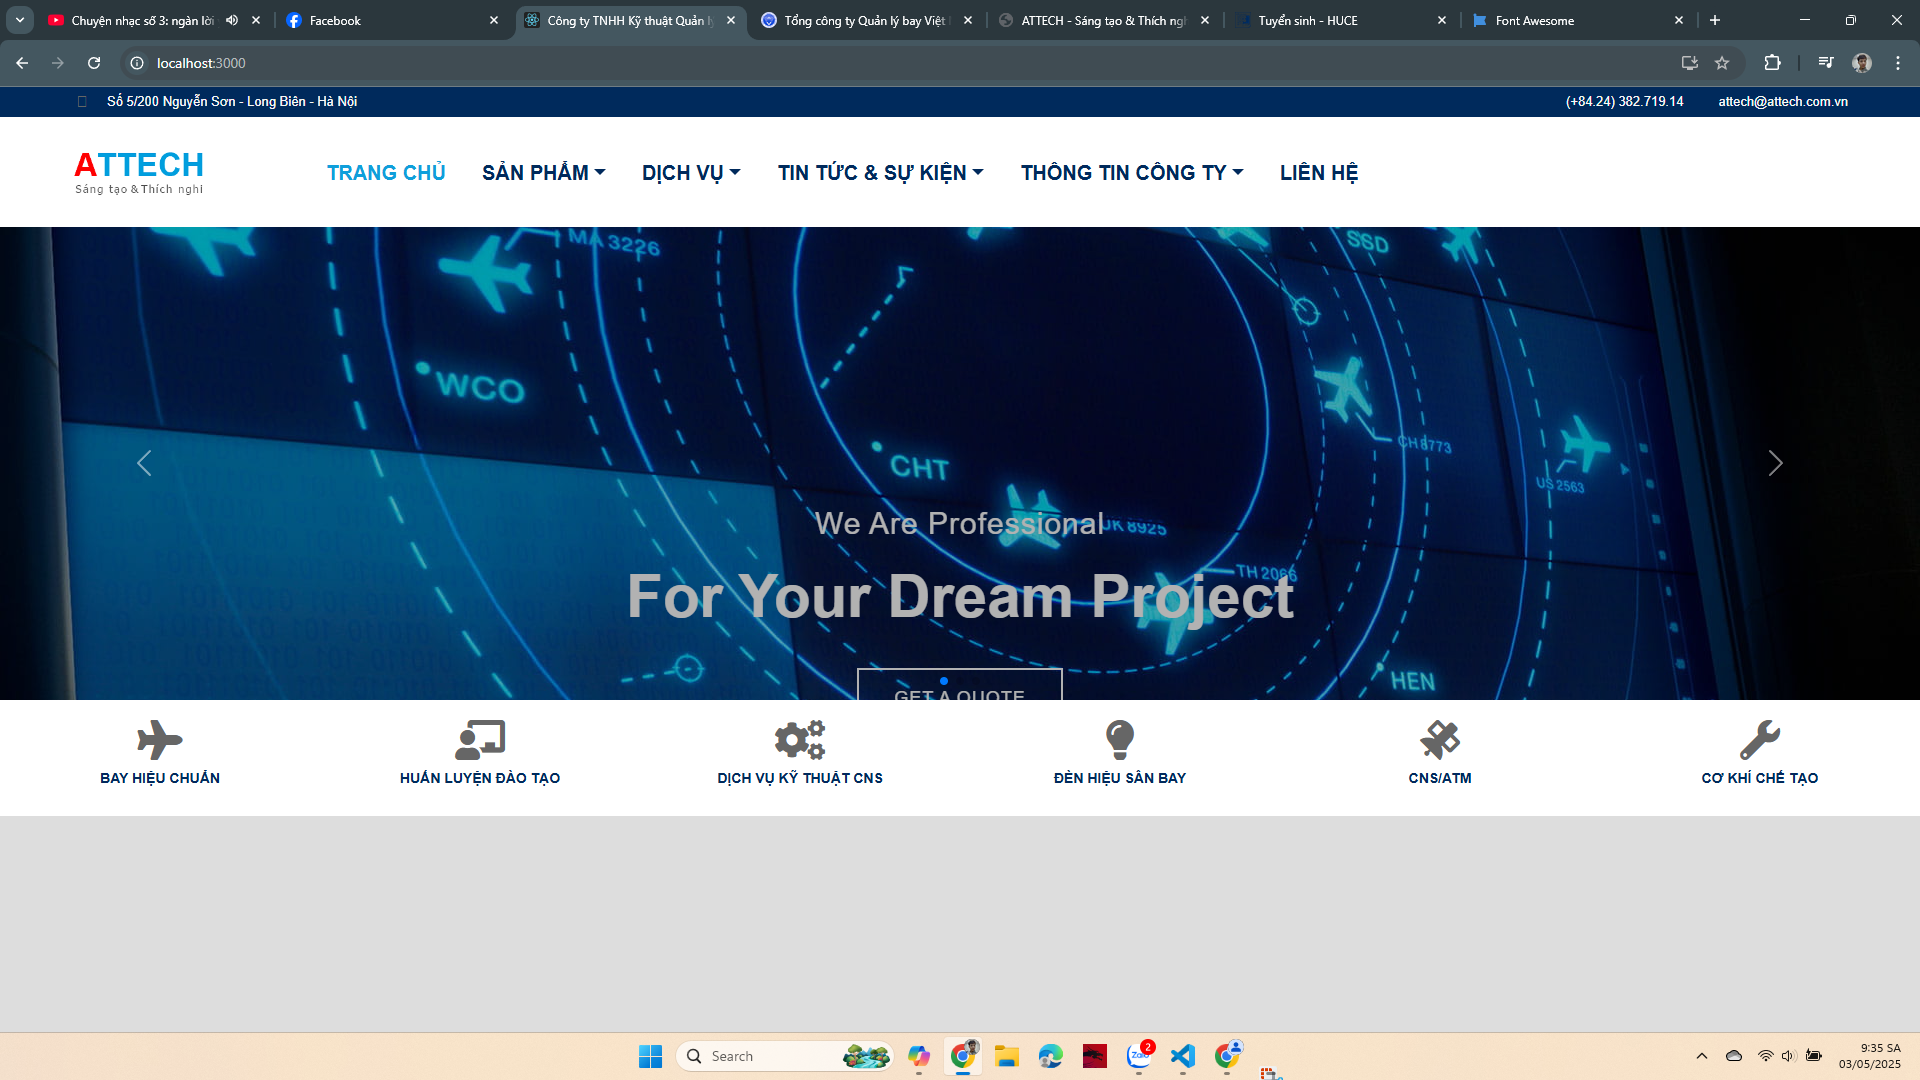 Chuyện nhạc số 3: ngàn lời
Facebook
Công ty TNHH Kỹ thuật Quản lý
Tổng công ty Quản lý bay Việt
ATTECH - Sáng tạo & Thích ngh
Tuyển sinh - HUCE
Font Awesome
localhost:3000
Số 5/200 Nguyễn Sơn - Long Biên - Hà Nội
(+84.24) 382.719.14
attech@attech.com.vn
ATTECH
Sáng tạo & Thích nghi
TRANG CHỦ
SẢN PHẨM
DỊCH VỤ
TIN TỨC & SỰ KIỆN
THÔNG TIN CÔNG TY
LIÊN HỆ
MA 3226
SSD
WCO
CH 8773
CHT
US 2563
We Are Professional
UK 8925
TH 2066
For Your Dream Project
HEN
GET A QUOTE
BAY HIỆU CHUẨN
HUẤN LUYỆN ĐÀO TẠO
DỊCH VỤ KỸ THUẬT CNS
ĐÈN HIỆU SÂN BAY
CNS/ATM
CƠ KHÍ CHẾ TẠO
Search
Zalo
2
9:35 SA
03/05/2025